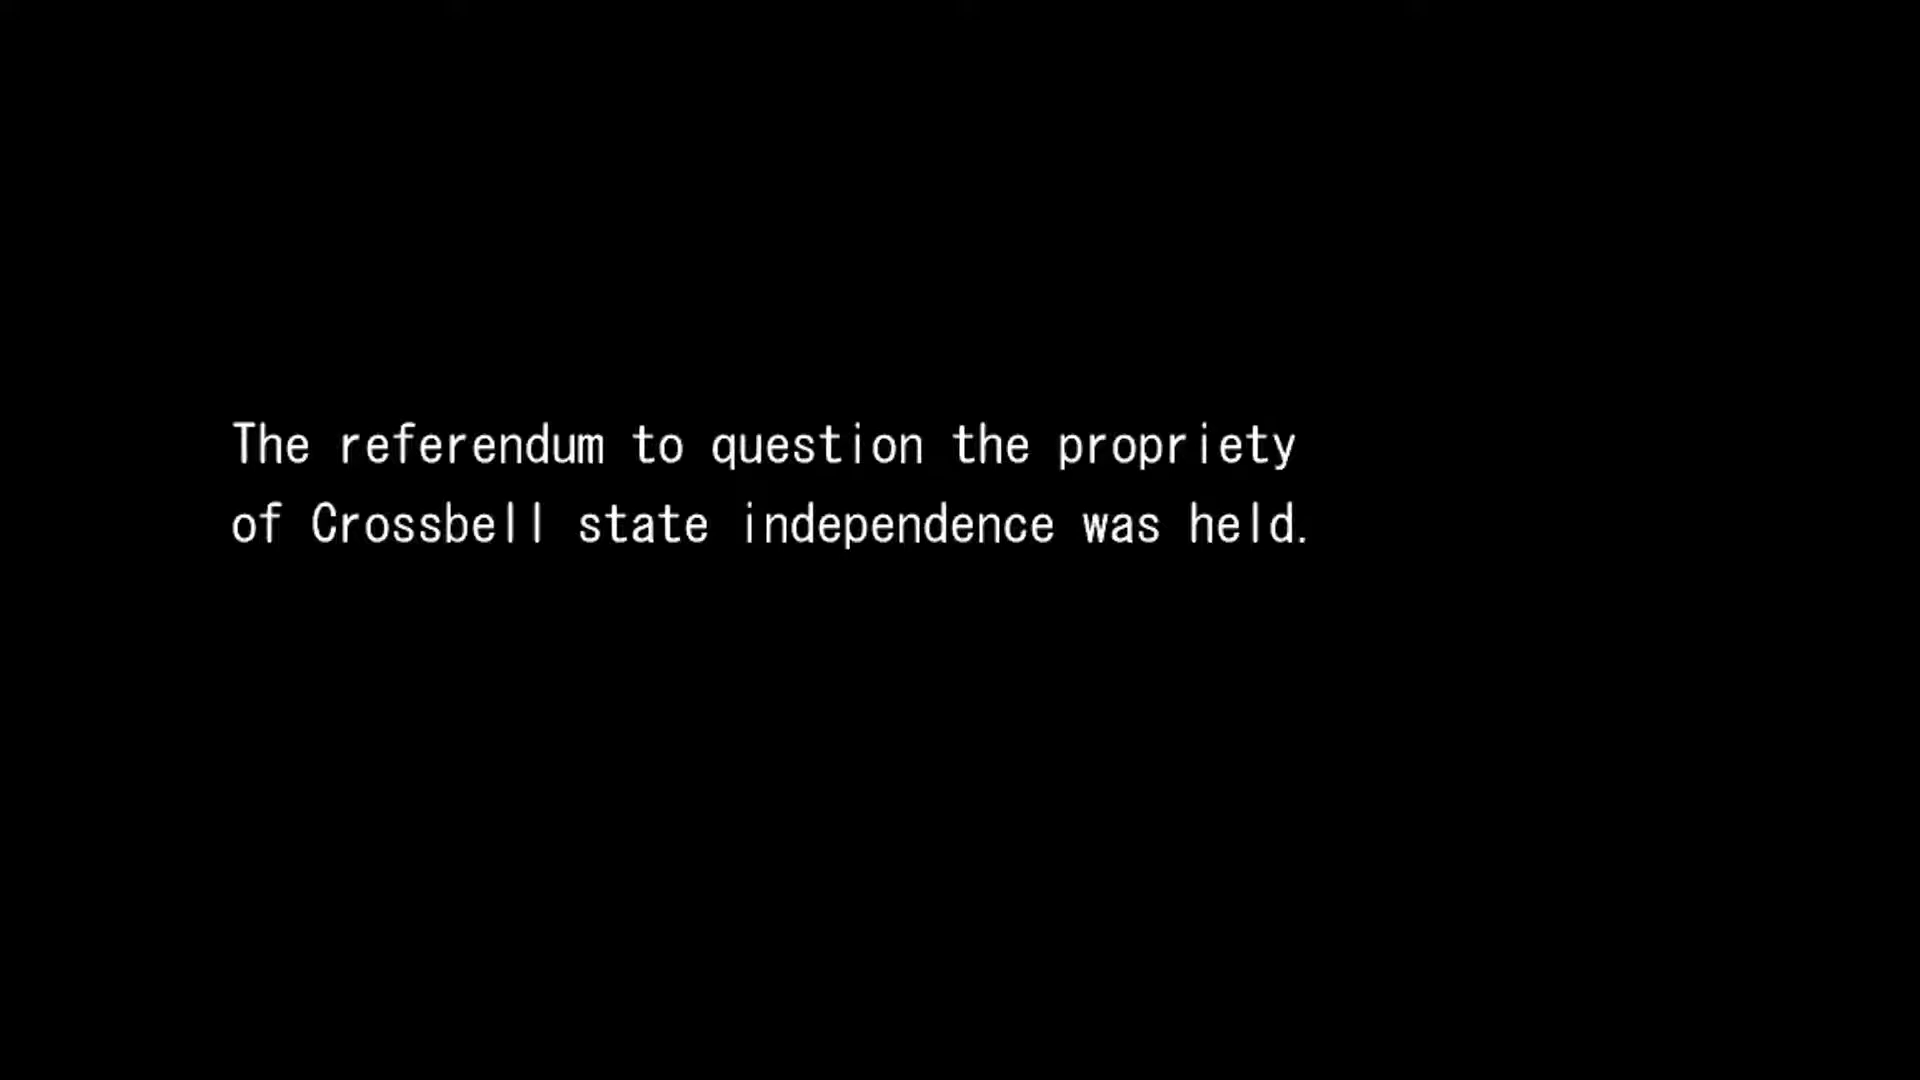 The referendum to question the propriety
of Crossbell state independence was held.